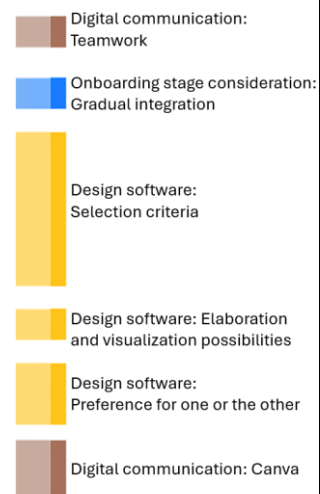 Digital communication:
Teamwork
Onboarding stage consideration:
Gradual integration
Design software:
Selection criteria
Design software: Elaboration
and visualization possibilities
Design software:
Preference for one or the other
Digital communication: Canva